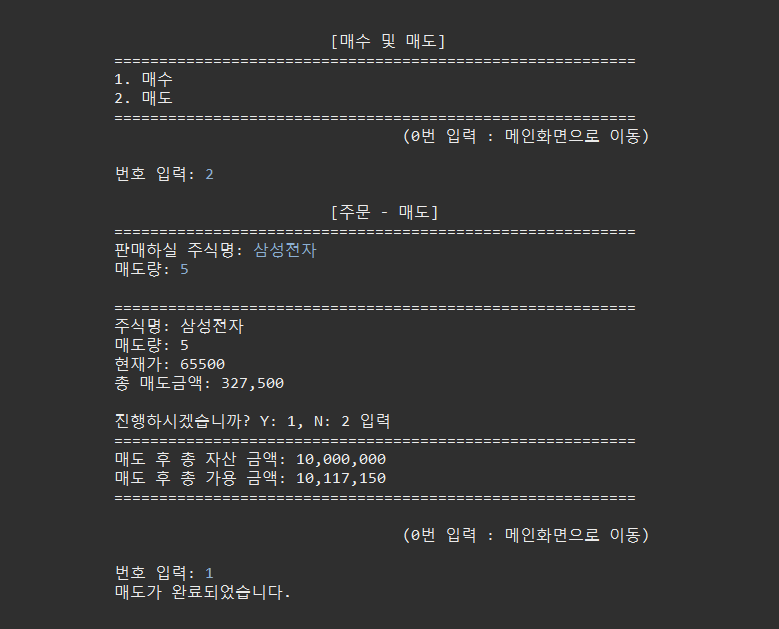 [매수 및 매도]
==========================================================
1. 매수
2. 매도
==========================================================
(0번 입력 : 메인화면으로 이동)
번호 입력: 2
[주문 - 매도]
==========================================================
판매하실 주식명: 삼성전자
매도량: 5
==========================================================
주식명: 삼성전자
매도량: 5
현재가: 65500
총 매도금액: 327,500
진행하시겠습니까? Y: 1, N: 2 입력
==========================================================
매도 후 총 자산 금액: 10,000,000
매도 후 총 가용 금액: 10,117,150
==========================================================
(0번 입력 : 메인화면으로 이동)
번호 입력: 1
매도가 완료되었습니다.